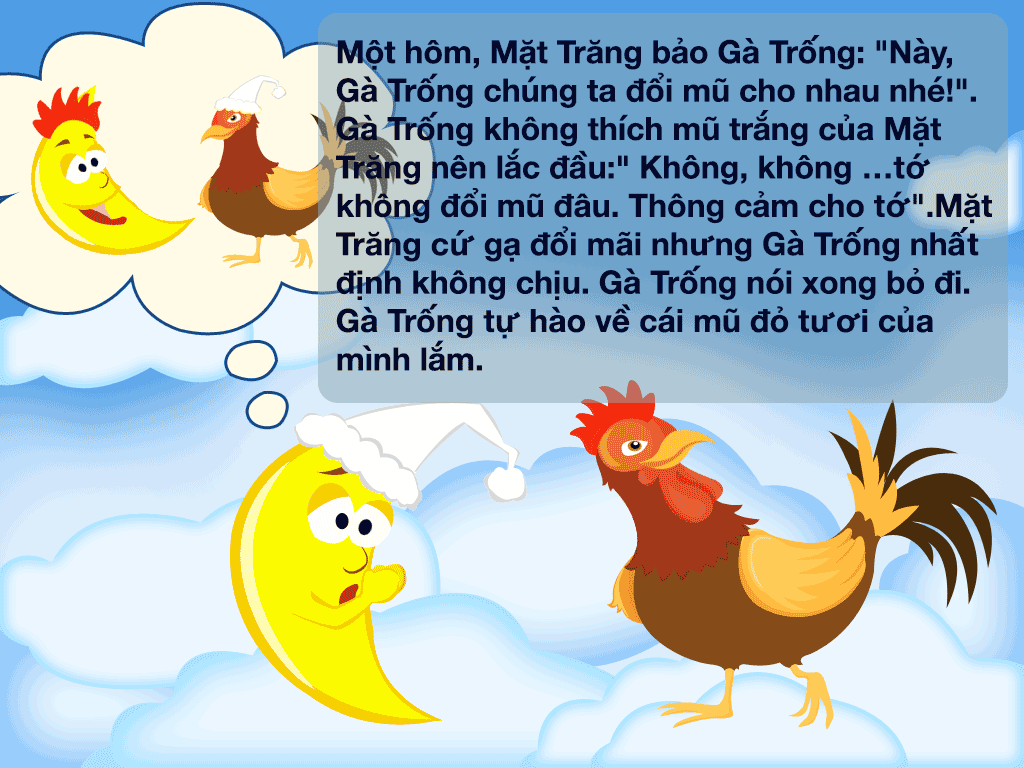 Một hôm, Mặt Trăng bảo Gà Trống: "Này,
Gà Trống chúng ta đổi mũ cho nhau nhé!".
Gà Trống không thích mũ trắng của Mặt
Trăng nên lắc đầu:" Không, không ...tớ
không đổi mũ đâu. Thông cảm cho tớ".Mặt
Trăng cứ gạ đổi mãi nhưng Gà Trống nhất
định không chịu. Gà Trống nói xong bỏ đi.
Gà Trống tự hào về cái mũ đỏ tươi của
mình lắm.